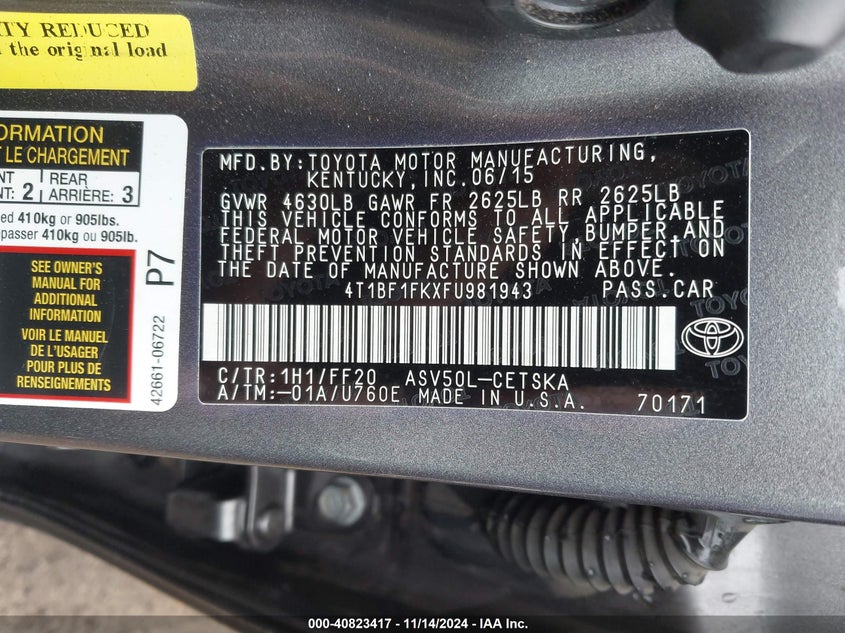 TY REDUCED
the original load
ORMATION
T LE CHARGEMENT
NT 2 REAR 3
NT: ARRIÈRE:
ed 410kg or 905lbs.
passer 410kg ou 905lb.
SEE OWNER'S
MANUAL FOR
ADDITIONAL
INFORMATION
VOIR LE MANUEL
DE L'USAGER
POUR PLUS DE
RENSEIGNEMENTS
P7
42661-06722
MFD.BY:TOYOTA MOTOR MANUFACTURING,
KENTUCKY,INC.06/15
GVWR 4630LB GAWR FR 2625LB RR 2625LB
THIS VEHICLE CONFORMS TO ALL APPLICABLE
FEDERAL MOTOR VEHICLE SAFETY,BUMPER,AND
THEFT PREVENTION STANDARDS IN EFFECT ON
THE DATE OF MANUFACTURE SHOWN ABOVE.
4T1BF1FKXFU981943 PASS.CAR
C/TR:1H1/FF20 ASV50L-CETSKA
A/TM:-01A/U760E MADE IN U.S.A. 70171
000-40823417 - 11/14/2024 - IAA Inc.